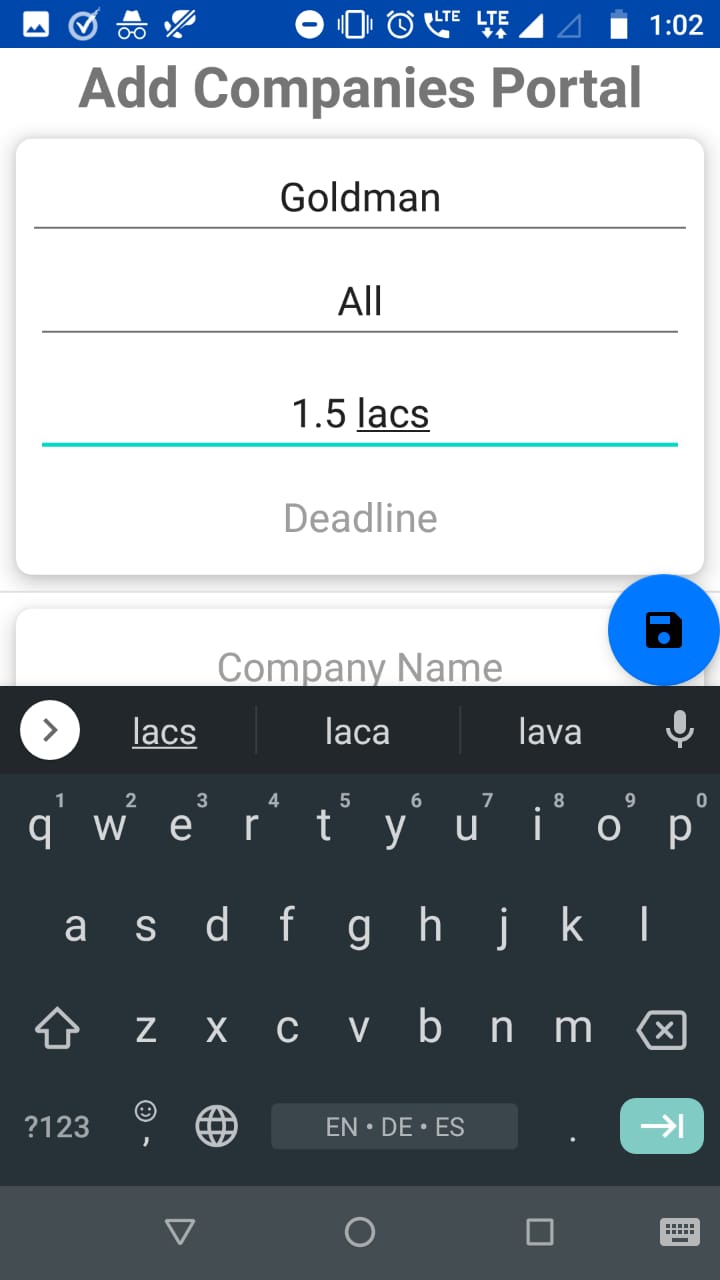 LTE LTE 1:02
Add Companies Portal
Goldman
All
1.5 lacs
Deadline
Company Name
lacs laca lava
1 2 3 4 5 6 7 8 9 0
q w e r t y u i o p
a s d f g h j k l
z x c v b n m
?123 , EN • DE • ES .